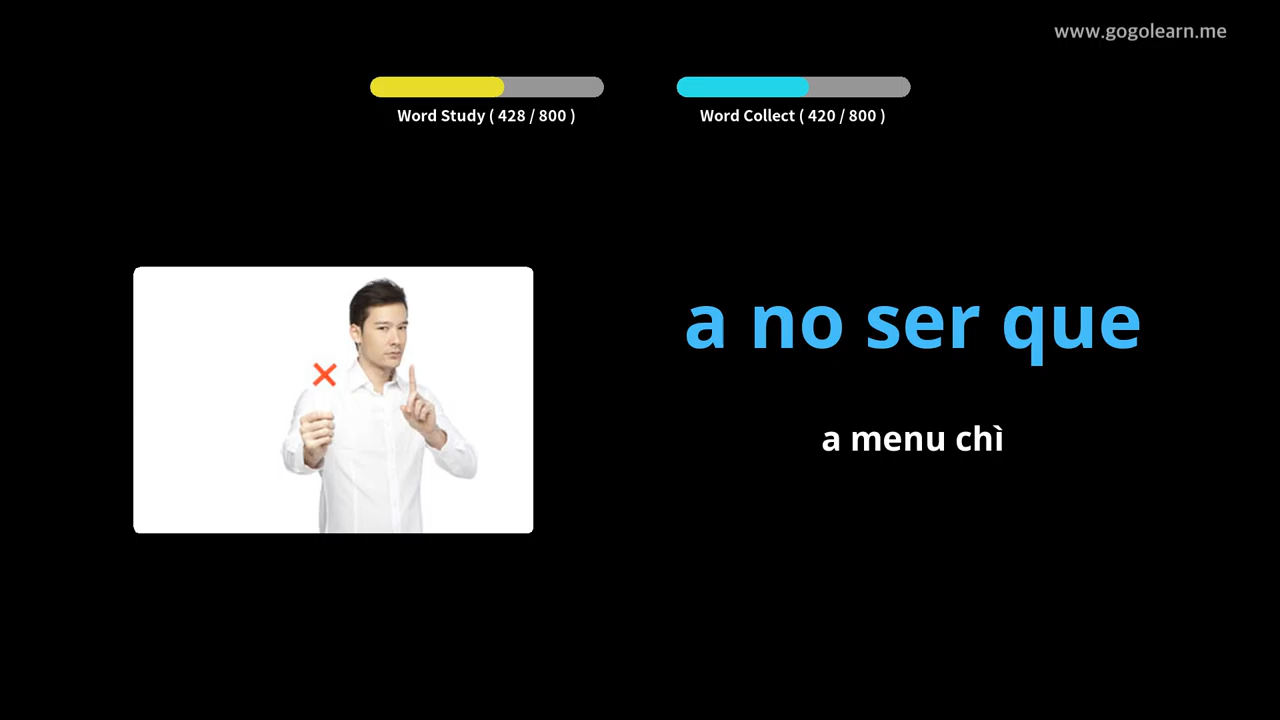 www.gogolearn.me
Word Study ( 428 / 800 )
Word Collect ( 420 / 800 )
a no ser que
a menu chì